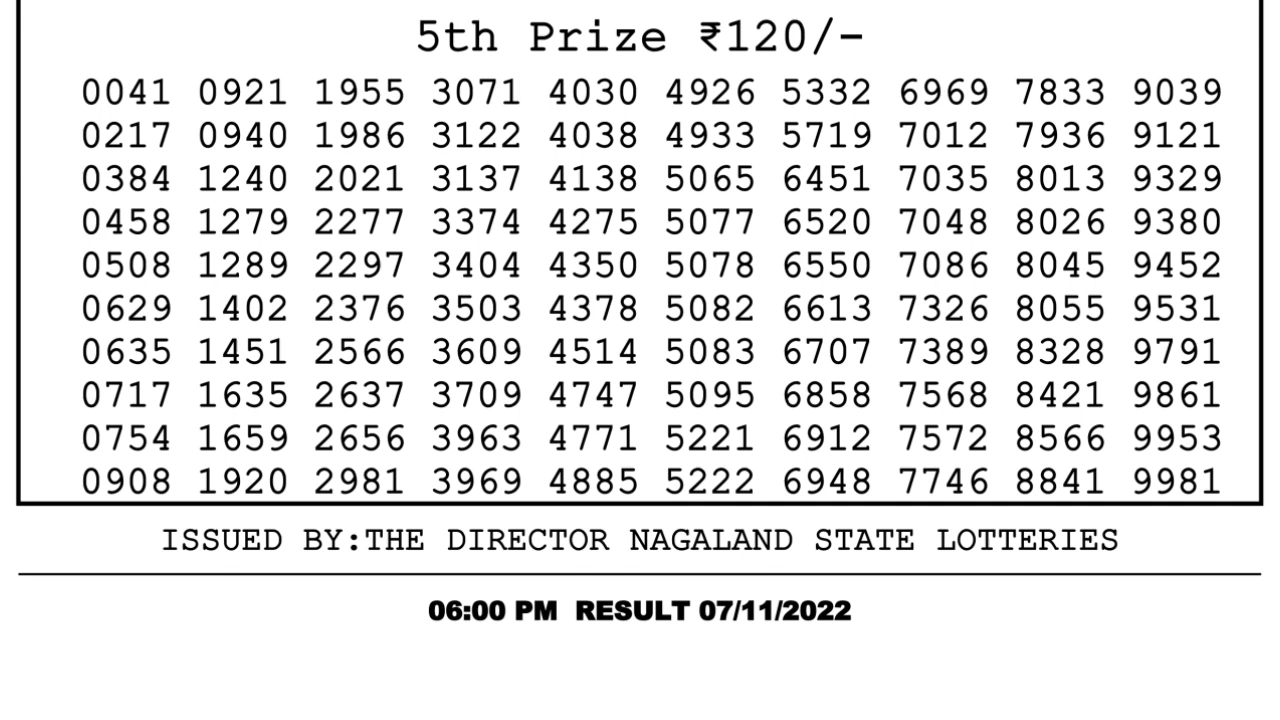 5th Prize ₹120/-
0041 0921 1955 3071 4030 4926 5332 6969 7833 9039
0217 0940 1986 3122 4038 4933 5719 7012 7936 9121
0384 1240 2021 3137 4138 5065 6451 7035 8013 9329
0458 1279 2277 3374 4275 5077 6520 7048 8026 9380
0508 1289 2297 3404 4350 5078 6550 7086 8045 9452
0629 1402 2376 3503 4378 5082 6613 7326 8055 9531
0635 1451 2566 3609 4514 5083 6707 7389 8328 9791
0717 1635 2637 3709 4747 5095 6858 7568 8421 9861
0754 1659 2656 3963 4771 5221 6912 7572 8566 9953
0908 1920 2981 3969 4885 5222 6948 7746 8841 9981
ISSUED BY:THE DIRECTOR NAGALAND STATE LOTTERIES
06:00 PM RESULT 07/11/2022